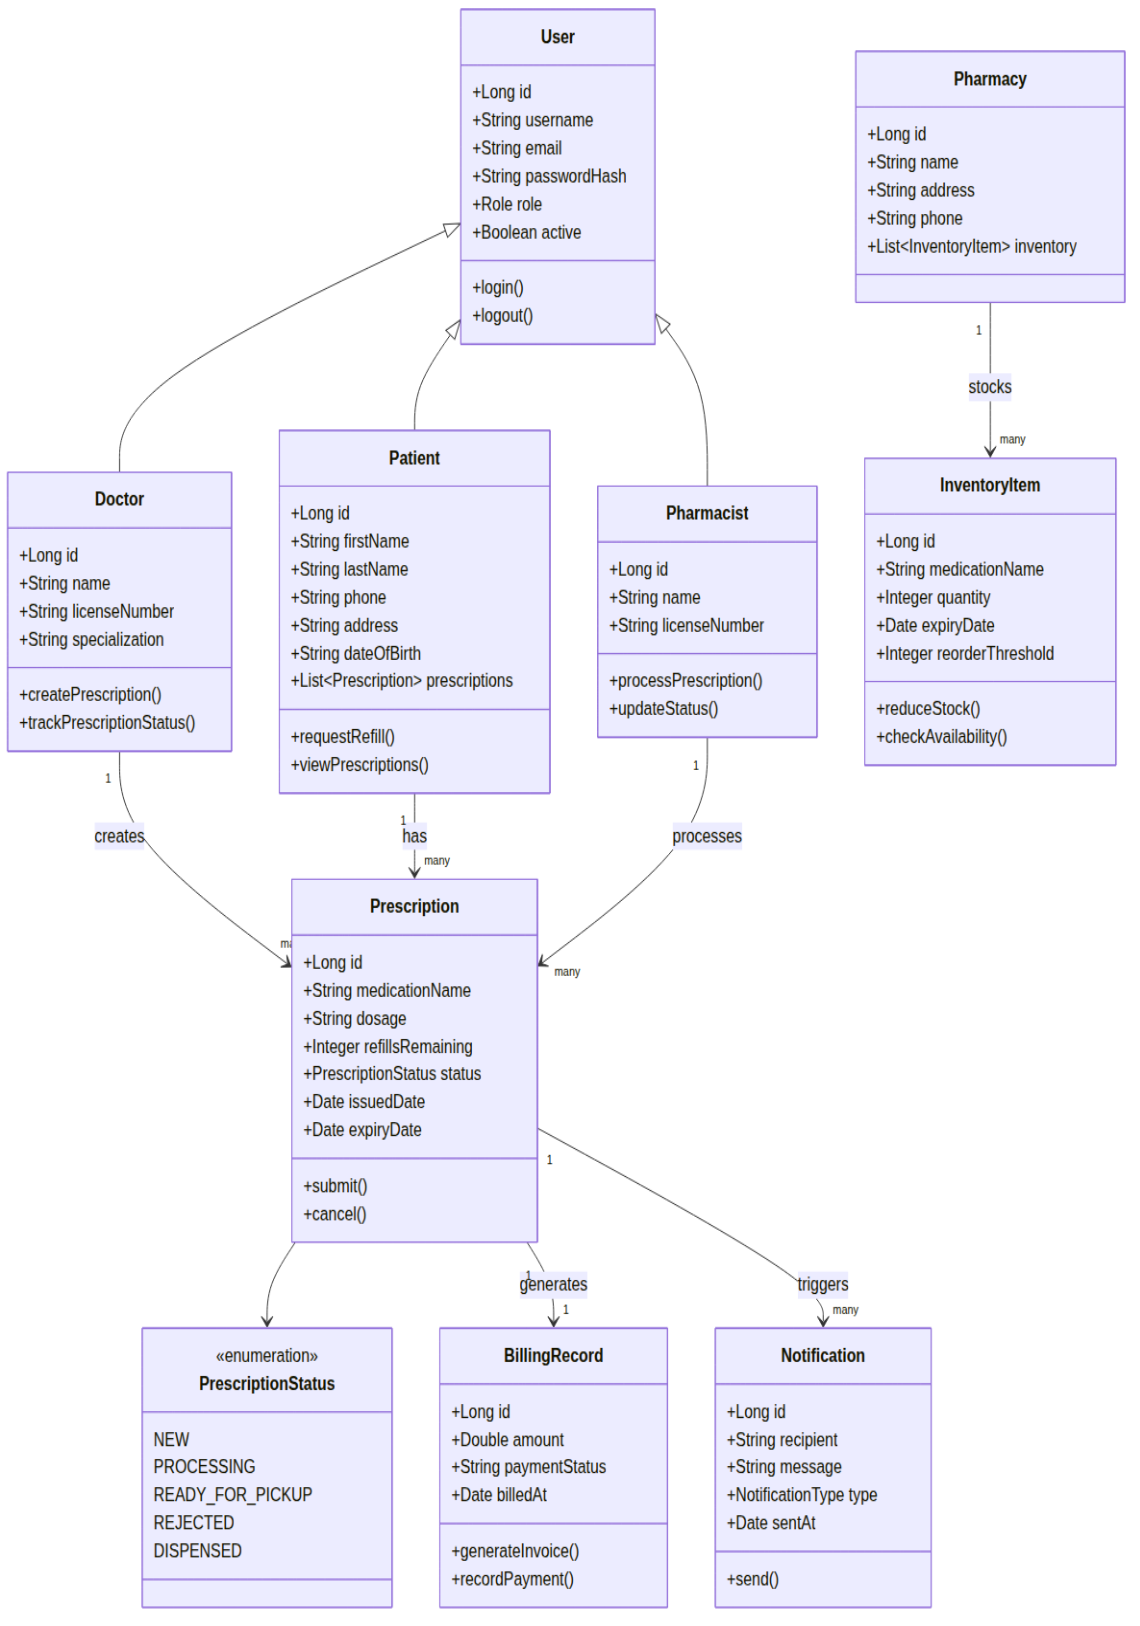 User
+Long id
+String username
+String email
+String passwordHash
+Role role
+Boolean active
+login()
+logout()
Pharmacy
+Long id
+String name
+String address
+String phone
+List<InventoryItem> inventory
1
stocks
many
Doctor
+Long id
+String name
+String licenseNumber
+String specialization
+createPrescription()
+trackPrescriptionStatus()
Patient
+Long id
+String firstName
+String lastName
+String phone
+String address
+String dateOfBirth
+List<Prescription> prescriptions
+requestRefill()
+viewPrescriptions()
Pharmacist
+Long id
+String name
+String licenseNumber
+processPrescription()
+updateStatus()
InventoryItem
+Long id
+String medicationName
+Integer quantity
+Date expiryDate
+Integer reorderThreshold
+reduceStock()
+checkAvailability()
1
creates
1
has
many
1
processes
many
Prescription
+Long id
+String medicationName
+String dosage
+Integer refillsRemaining
+PrescriptionStatus status
+Date issuedDate
+Date expiryDate
+submit()
+cancel()
1
generates
1
1
triggers
many
«enumeration»
PrescriptionStatus
NEW
PROCESSING
READY_FOR_PICKUP
REJECTED
DISPENSED
BillingRecord
+Long id
+Double amount
+String paymentStatus
+Date billedAt
+generateInvoice()
+recordPayment()
Notification
+Long id
+String recipient
+String message
+NotificationType type
+Date sentAt
+send()